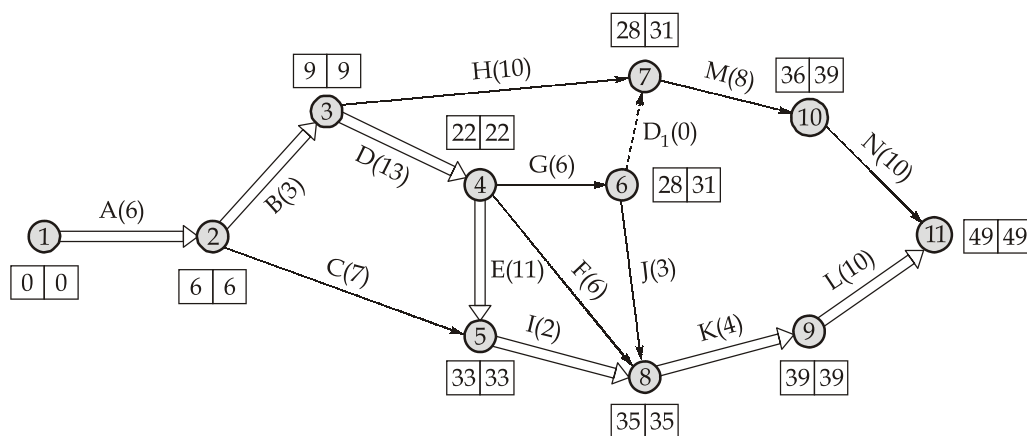 28 31
7
M(8)
36 39
10
H(10)
9 9
3
D₁(0)
N(10)
22 22
D(13)
4
G(6)
6
28 31
B(3)
A(6)
1
2
11
49 49
0 0
6 6
C(7)
E(11)
F(6)
J(3)
L(10)
5
I(2)
K(4)
9
33 33
8
39 39
35 35